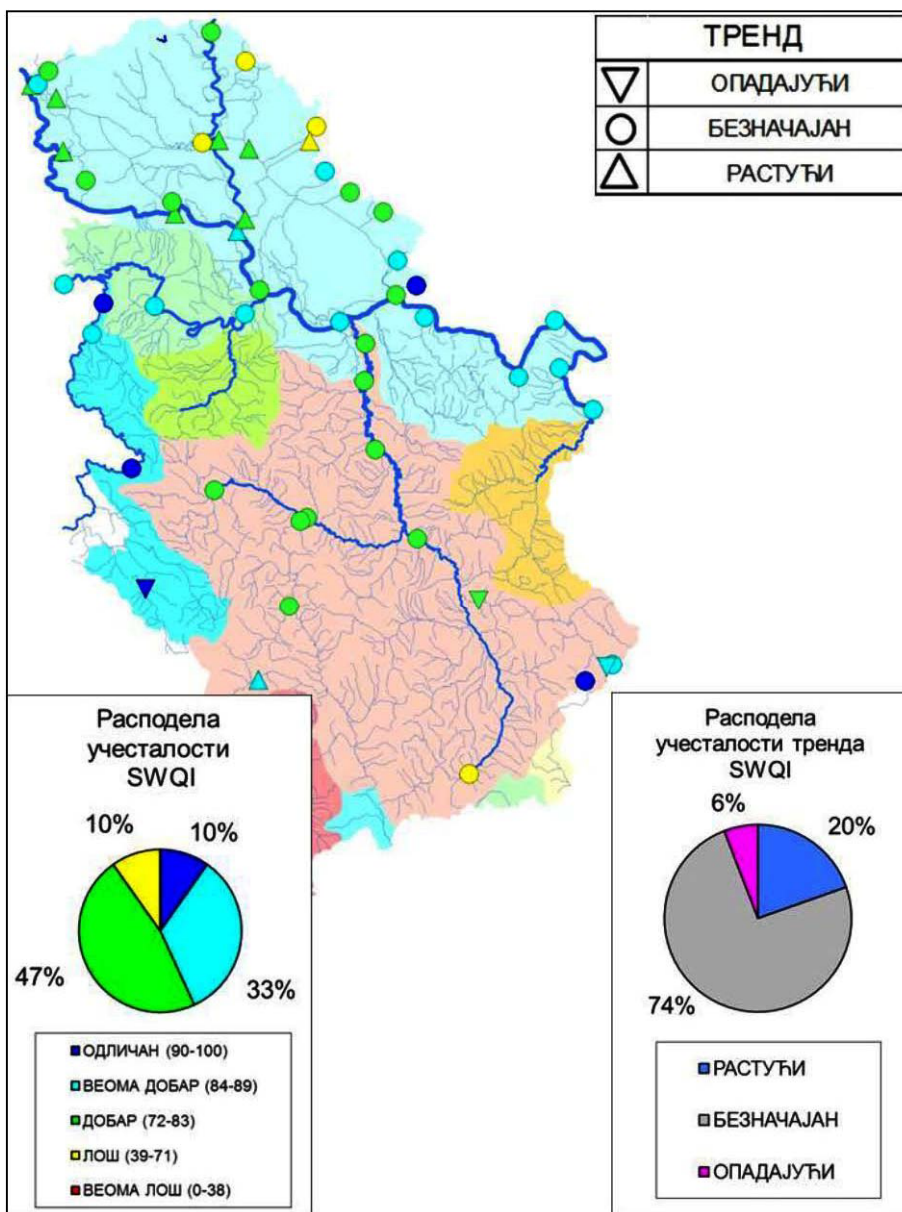 ТРЕНД
ОПАДАЈУЋИ
БЕЗНАЧАЈАН
РАСТУЋИ
Расподела
учесталости
SWQI
10%
10%
47%
33%
ОДЛИЧАН (90-100)
ВЕОМА ДОБАР (84-89)
ДОБАР (72-83)
ЛОШ (39-71)
ВЕОМА ЛОШ (0-38)
Расподела
учесталости тренда
SWQI
6%
20%
74%
РАСТУЋИ
БЕЗНАЧАЈАН
ОПАДАЈУЋИ